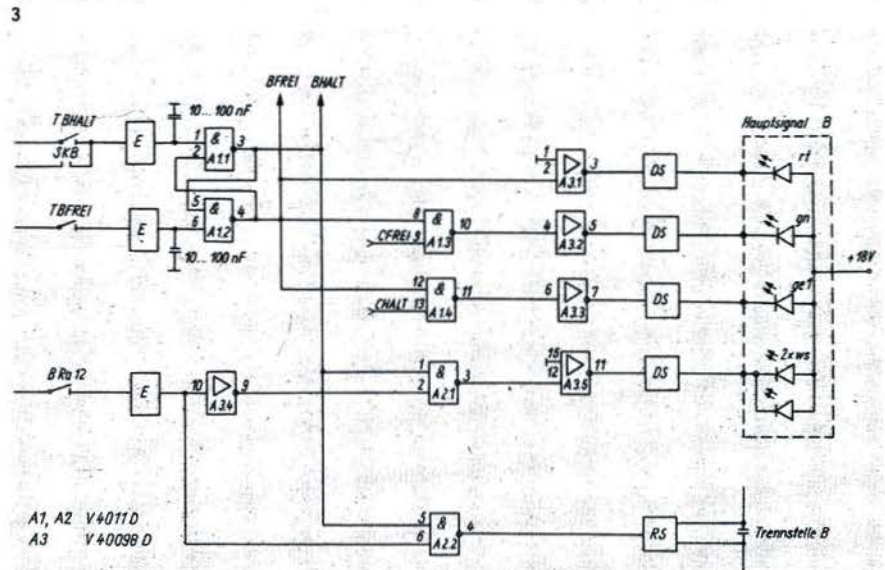 3
BFREI BHALT
10...100 nF
T BHALT
SKB
E
1
2
&
A1.1
3
Hauptsignal B
1
2
A3.1
3
DS
rt
T BFREI
E
5
6
&
A1.2
4
10...100 nF
8
CFREI 9
&
A1.3
10
4
A3.2
5
DS
gn
+18V
12
CHALT 13
&
A1.4
11
6
A3.3
7
DS
ge1
B Ra 12
E
10
A3.4
9
1
2
&
A2.1
3
15
12
A3.5
11
DS
2xws
5
6
&
A2.2
4
RS
Trennstelle B
A1, A2 V 4011 D
A3 V 40098 D